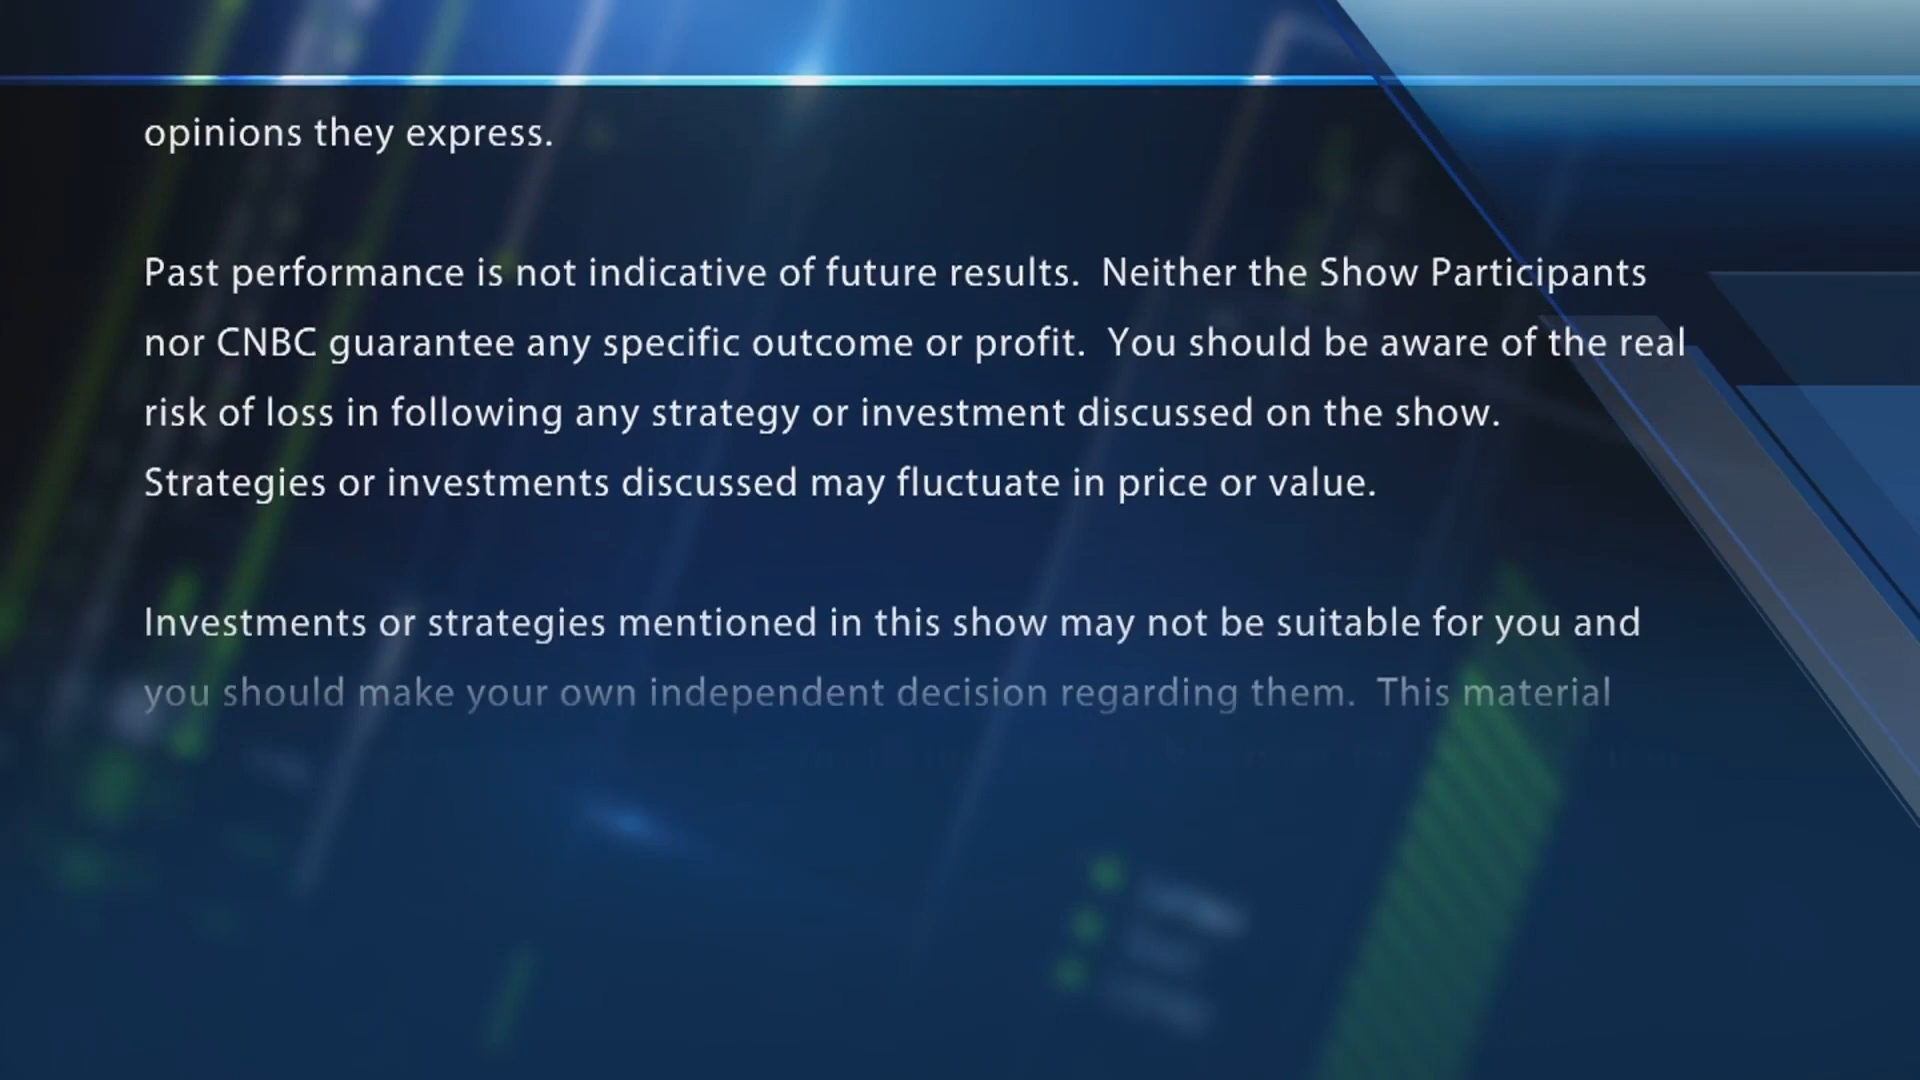 opinions they express.
Past performance is not indicative of future results.  Neither the Show Participants
nor CNBC guarantee any specific outcome or profit.  You should be aware of the real
risk of loss in following any strategy or investment discussed on the show.
Strategies or investments discussed may fluctuate in price or value.
Investments or strategies mentioned in this show may not be suitable for you and
you should make your own independent decision regarding them.  This material